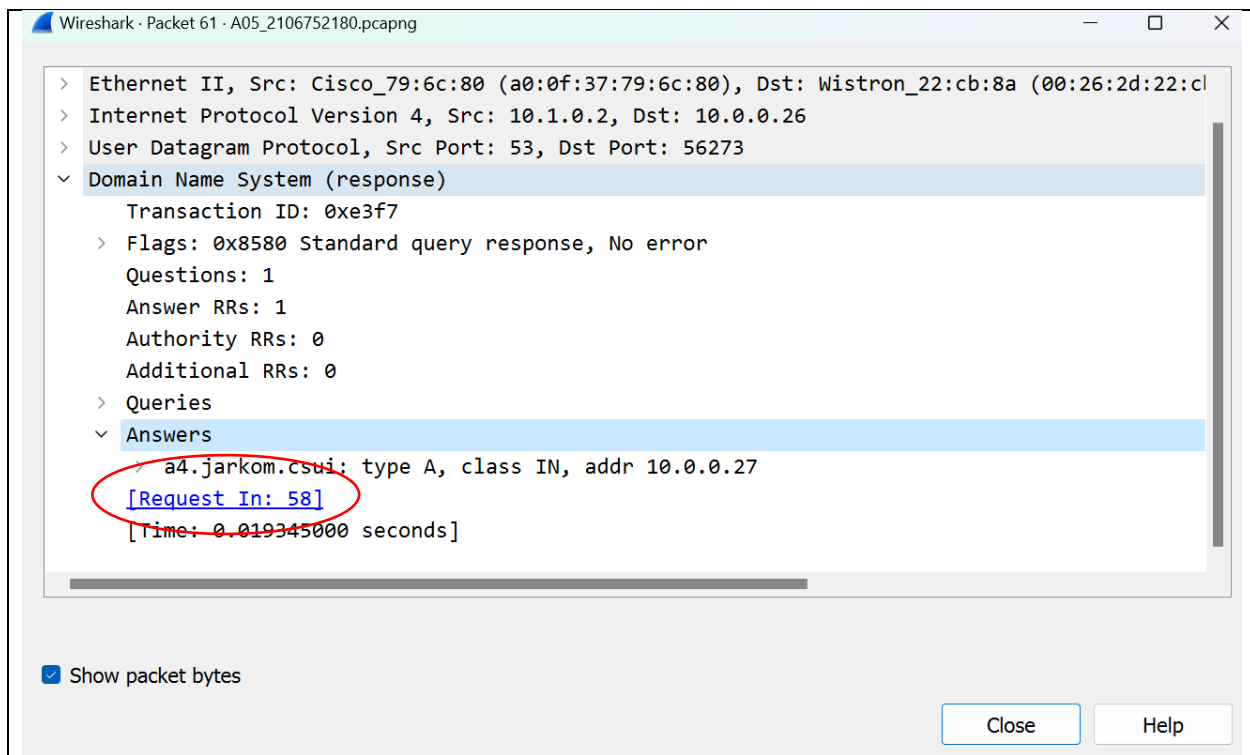 Wireshark · Packet 61 · A05_2106752180.pcapng
Ethernet II, Src: Cisco_79:6c:80 (a0:0f:37:79:6c:80), Dst: Wistron_22:cb:8a (00:26:2d:22:cl
Internet Protocol Version 4, Src: 10.1.0.2, Dst: 10.0.0.26
User Datagram Protocol, Src Port: 53, Dst Port: 56273
Domain Name System (response)
Transaction ID: 0xe3f7
Flags: 0x8580 Standard query response, No error
Questions: 1
Answer RRs: 1
Authority RRs: 0
Additional RRs: 0
Queries
Answers
a4.jarkom.csui: type A, class IN, addr 10.0.0.27
[Request In: 58]
[Time: 0.019345000 seconds]
Show packet bytes
Close
Help